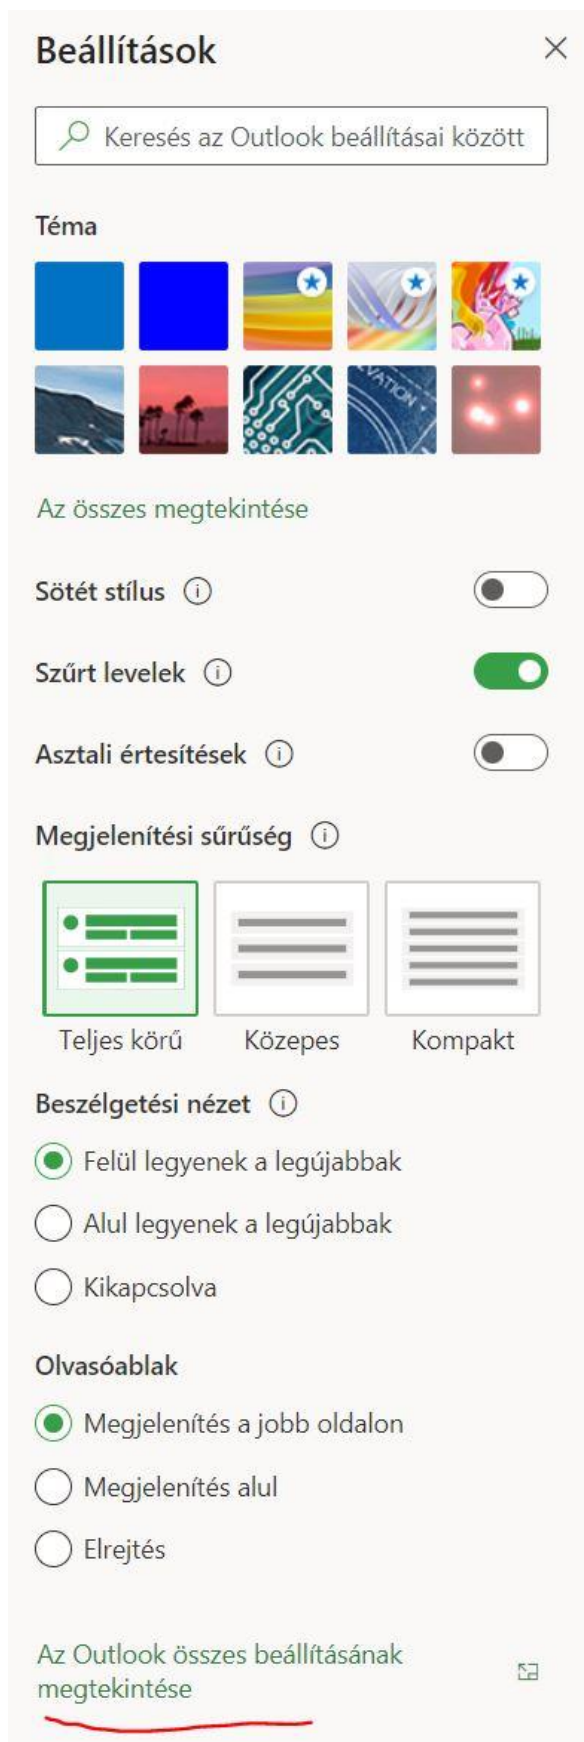 Beállítások
Keresés az Outlook beállításai között
Téma
VATION
Az összes megtekintése
Sötét stílus
Szűrt levelek
Asztali értesítések
Megjelenítési sűrűség
Teljes körű Közepes Kompakt
Beszélgetési nézet
Felül legyenek a legújabbak
Alul legyenek a legújabbak
Kikapcsolva
Olvasóablak
Megjelenítés a jobb oldalon
Megjelenítés alul
Elrejtés
Az Outlook összes beállításának
megtekintése